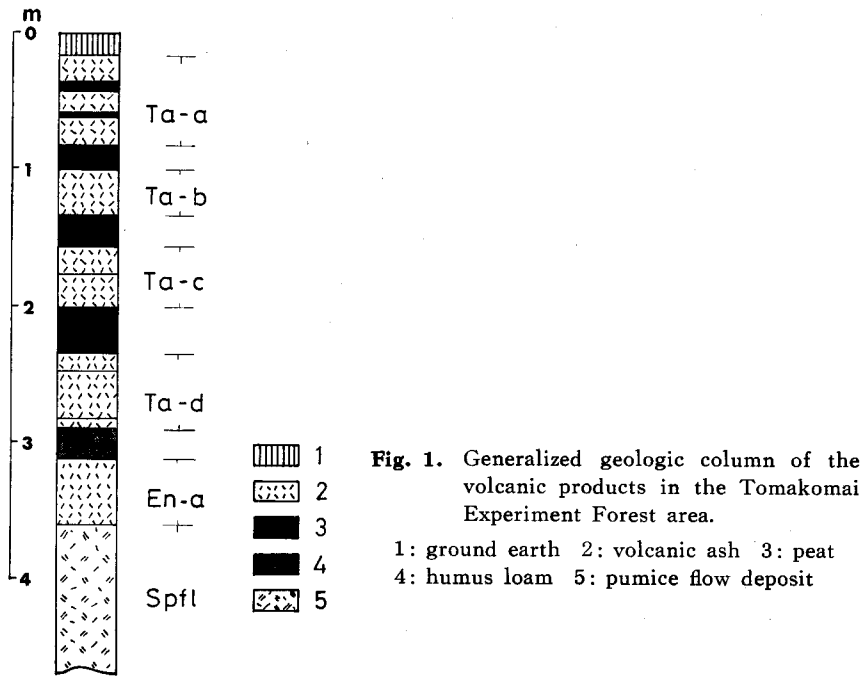 m
0
Ta-a
1
Ta-b
Ta-c
2
Ta-d
3
En-a
4
Spfl
1
2
3
4
5
Fig. 1. Generalized geologic column of the
volcanic products in the Tomakomai
Experiment Forest area.
1: ground earth 2: volcanic ash 3: peat
4: humus loam 5: pumice flow deposit